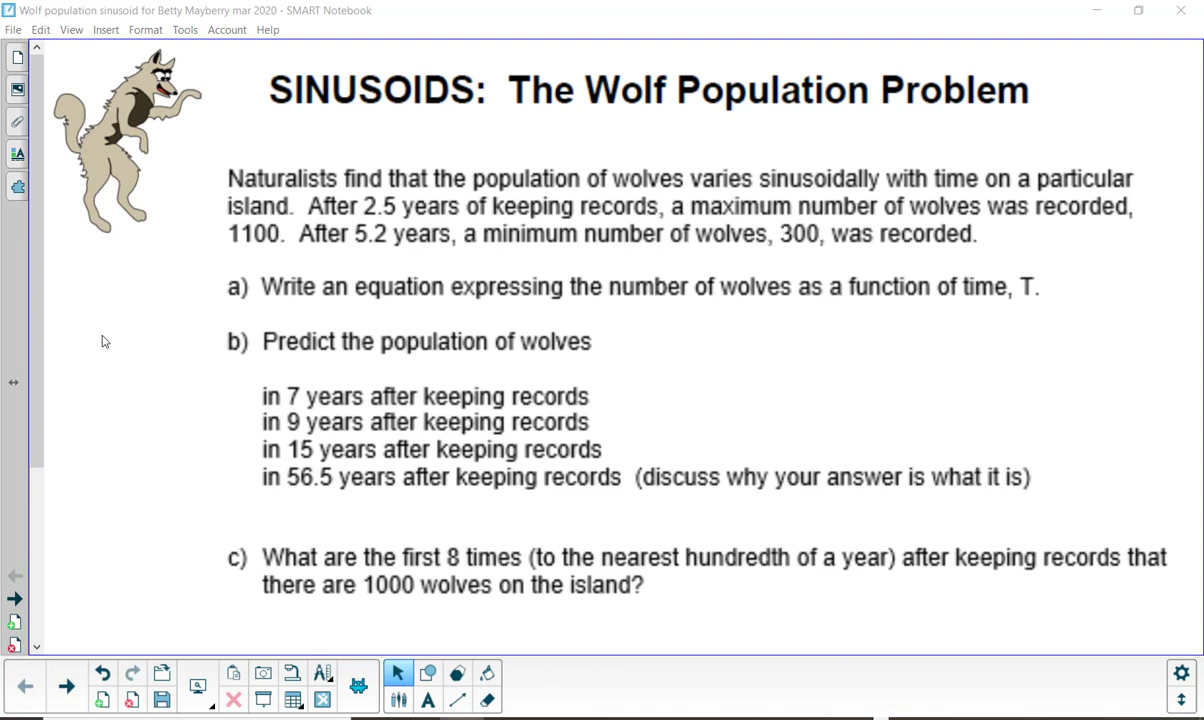 Wolf population sinusoid for Betty Mayberry mar 2020 - SMART Notebook
File Edit View Insert Format Tools Account Help
SINUSOIDS: The Wolf Population Problem
Naturalists find that the population of wolves varies sinusoidally with time on a particular
island. After 2.5 years of keeping records, a maximum number of wolves was recorded,
1100. After 5.2 years, a minimum number of wolves, 300, was recorded.
a) Write an equation expressing the number of wolves as a function of time, T.
b) Predict the population of wolves
in 7 years after keeping records
in 9 years after keeping records
in 15 years after keeping records
in 56.5 years after keeping records (discuss why your answer is what it is)
c) What are the first 8 times (to the nearest hundredth of a year) after keeping records that
there are 1000 wolves on the island?